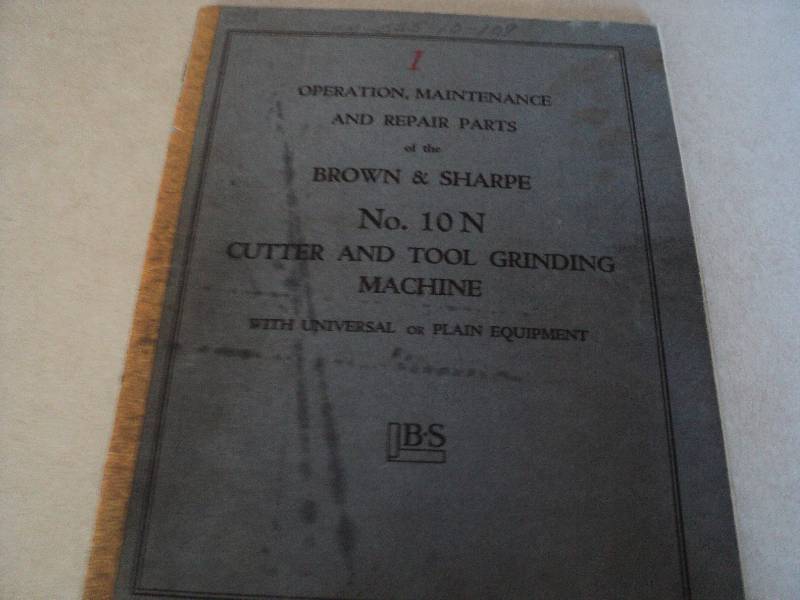 1
OPERATION, MAINTENANCE
AND REPAIR PARTS
of the
BROWN & SHARPE
No. 10 N
CUTTER AND TOOL GRINDING
MACHINE
WITH UNIVERSAL OR PLAIN EQUIPMENT
B·S